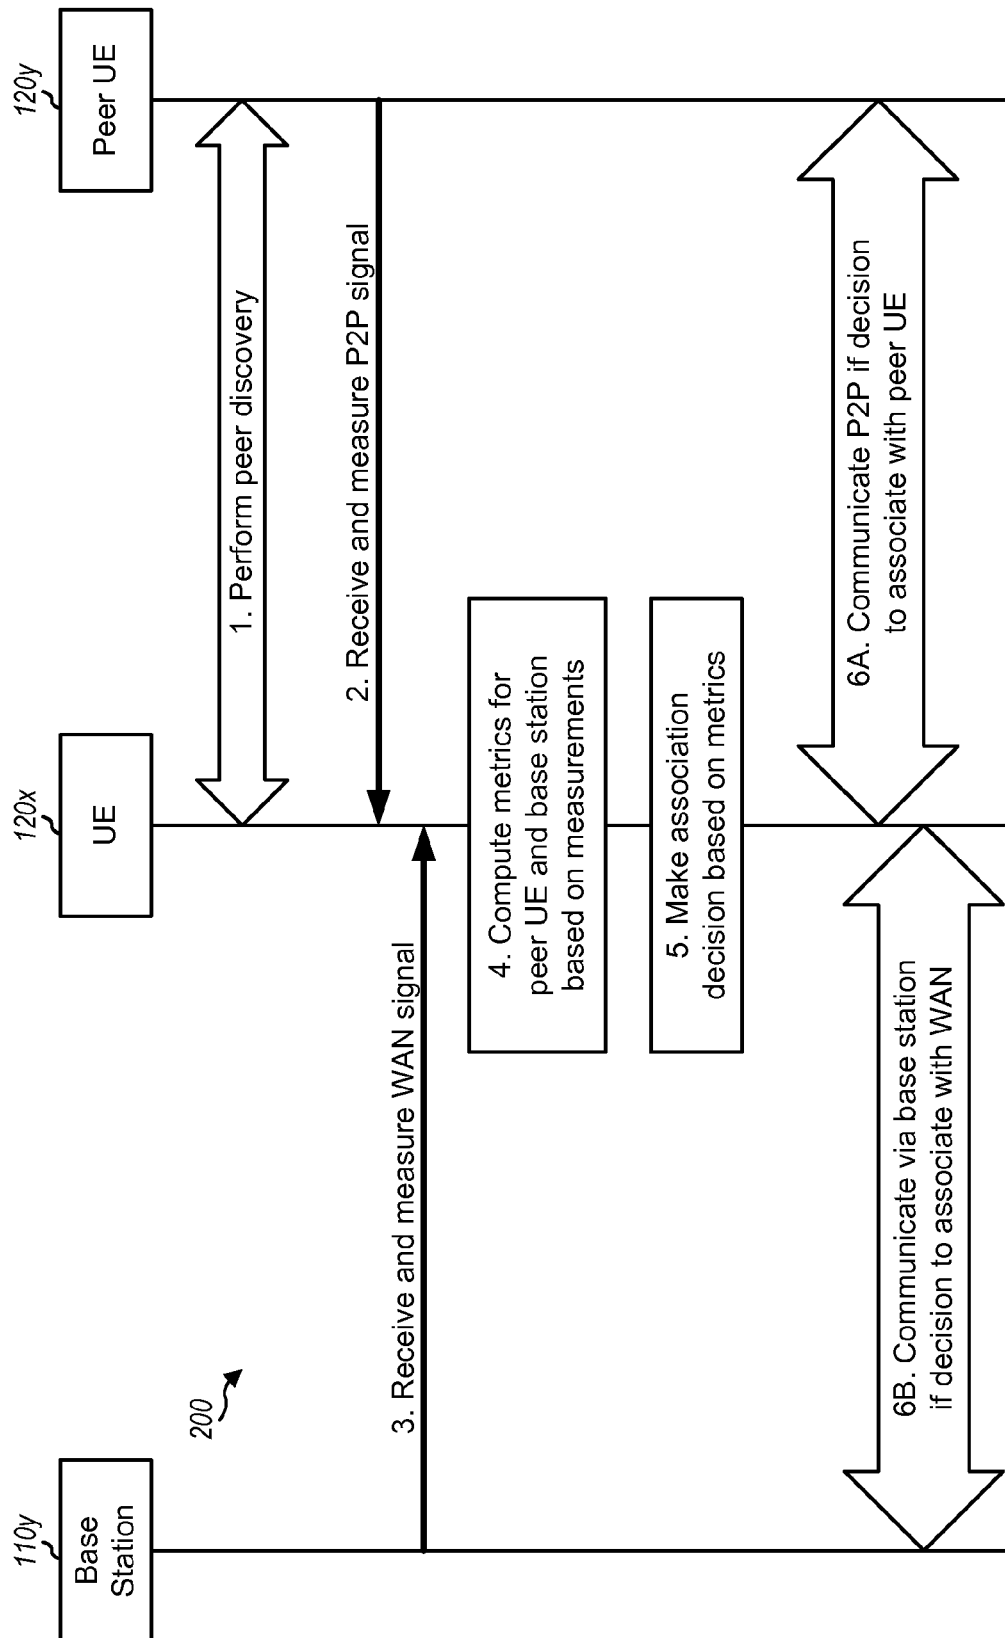 110y
120x
120y
Base
Station
UE
Peer UE
200
1. Perform peer discovery
2. Receive and measure P2P signal
3. Receive and measure WAN signal
4. Compute metrics for
peer UE and base station
based on measurements
5. Make association
decision based on metrics
6A. Communicate P2P if decision
to associate with peer UE
6B. Communicate via base station
if decision to associate with WAN